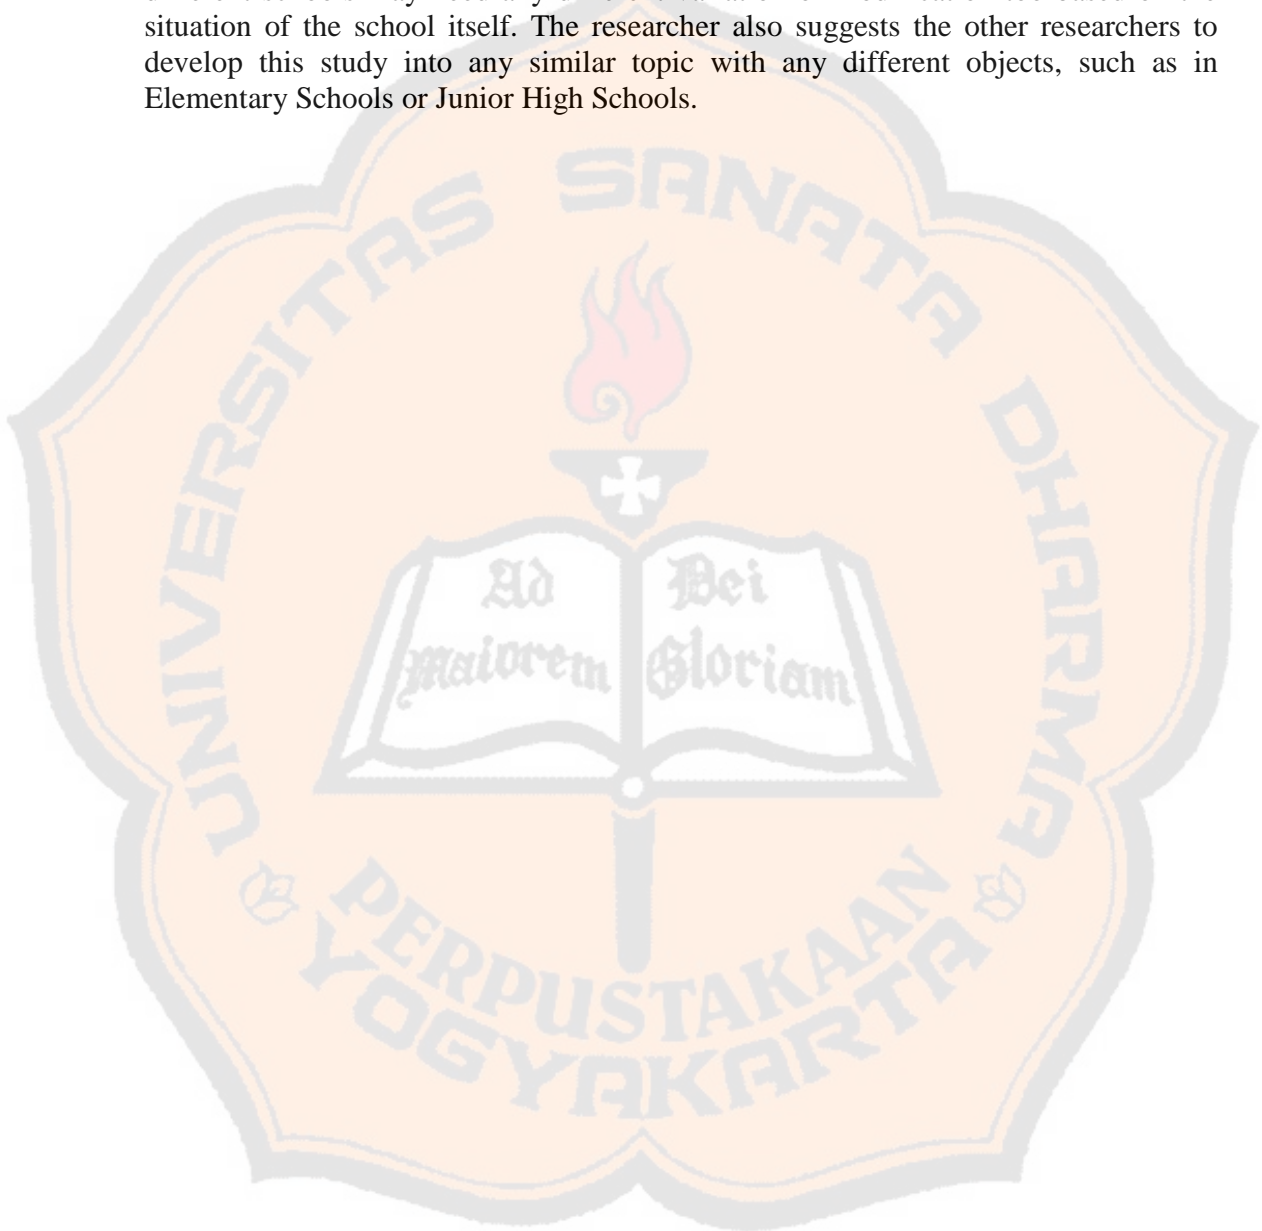 situation of the school itself. The researcher also suggests the other researchers to
develop this study into any similar topic with any different objects, such as in
Elementary Schools or Junior High Schools.
UNIVERSITAS SANATA DHARMA
Ad Dei
maiorem Gloriam
PERPUSTAKAAN
YOGYAKARTA